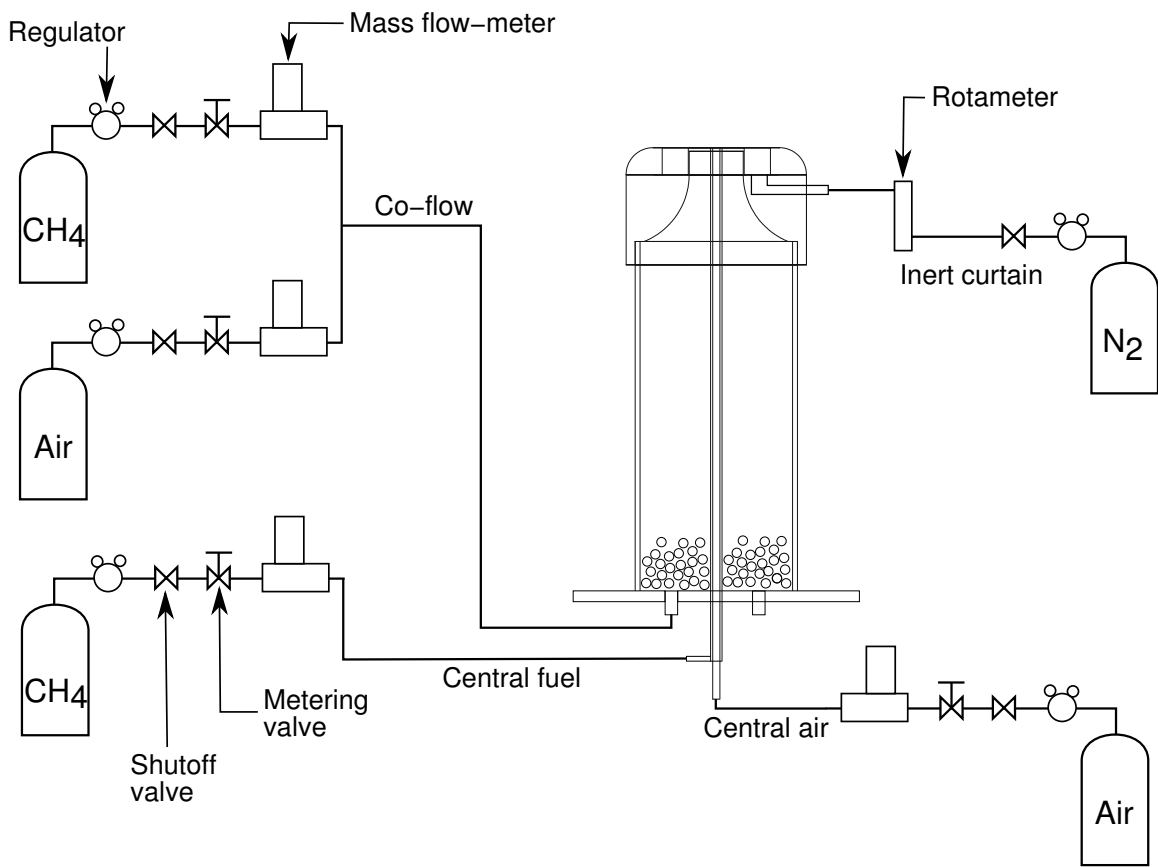 Regulator
Mass flow−meter
CH4
Co−flow
Rotameter
Inert curtain
N2
Air
CH4
Central fuel
Metering
valve
Shutoff
valve
Central air
Air